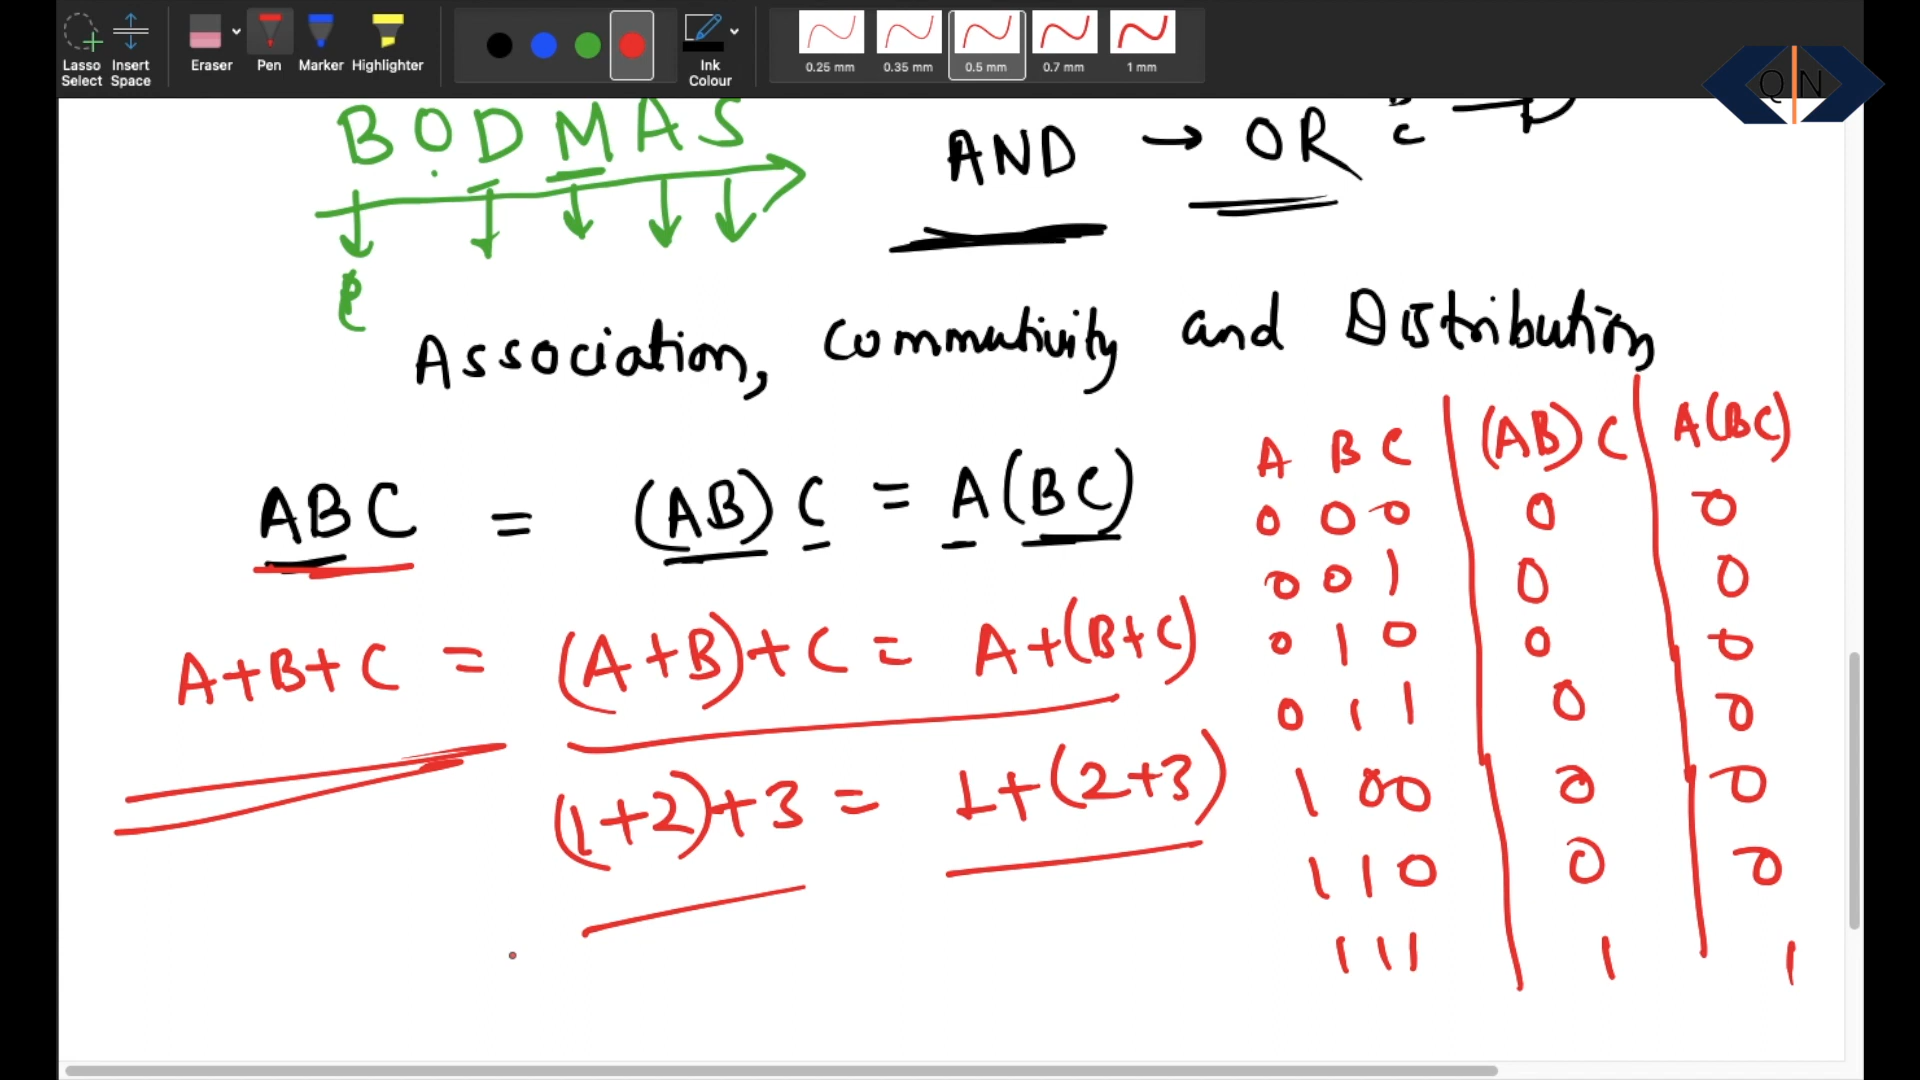 Lasso Select
Insert Space
Eraser
Pen
Marker
Highlighter
Ink Colour
0.25 mm
0.35 mm
0.5 mm
0.7 mm
1 mm
Q N
BODMAS
AND → OR
C
Association, Commutivity and Distribution
ABC = (AB)C = A(BC)
A+B+C = (A+B)+C = A+(B+C)
(1+2)+3 = 1+(2+3)
A B C (AB)C A(BC)
0 0 0 0 0
0 0 1 0 0
0 1 0 0 0
0 1 1 0 0
1 0 0 0 0
1 1 0 0 0
1 1 1 1 1